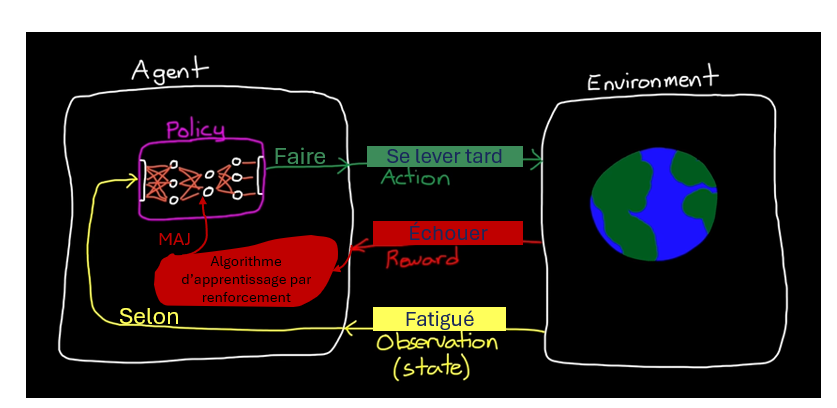 Agent
Environment
Policy
Faire
Se lever tard
Action
MAJ
Échouer
Reward
Algorithme
d'apprentissage par
renforcement
Selon
Fatigué
Observation
(state)